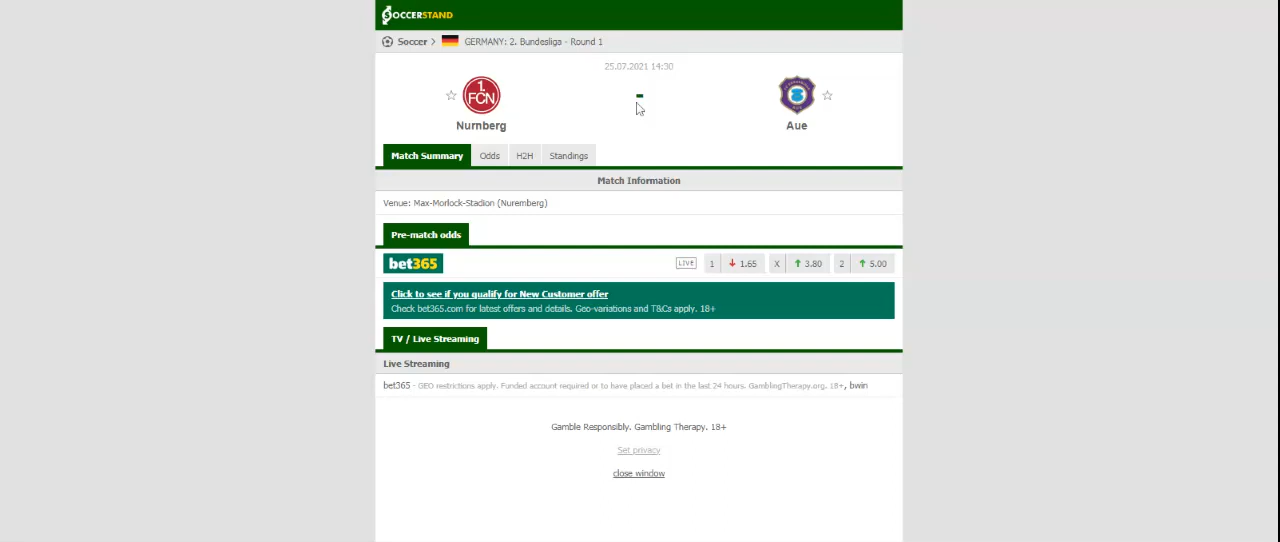 SOCCERSTAND
Soccer > GERMANY: 2. Bundesliga - Round 1
25.07.2021 14:30
1. FCN
-
Nurnberg
Aue
Match Summary Odds H2H Standings
Match Information
Venue: Max-Morlock-Stadion (Nuremberg)
Pre-match odds
bet365 LIVE 1 1.65 X 3.80 2 5.00
Click to see if you qualify for New Customer offer
Check bet365.com for latest offers and details. Geo-variations and T&Cs apply. 18+
TV / Live Streaming
Live Streaming
bet365 - GEO restrictions apply. Funded account required or to have placed a bet in the last 24 hours. GamblingTherapy.org. 18+, bwin
Gamble Responsibly. Gambling Therapy. 18+
Set privacy
close window